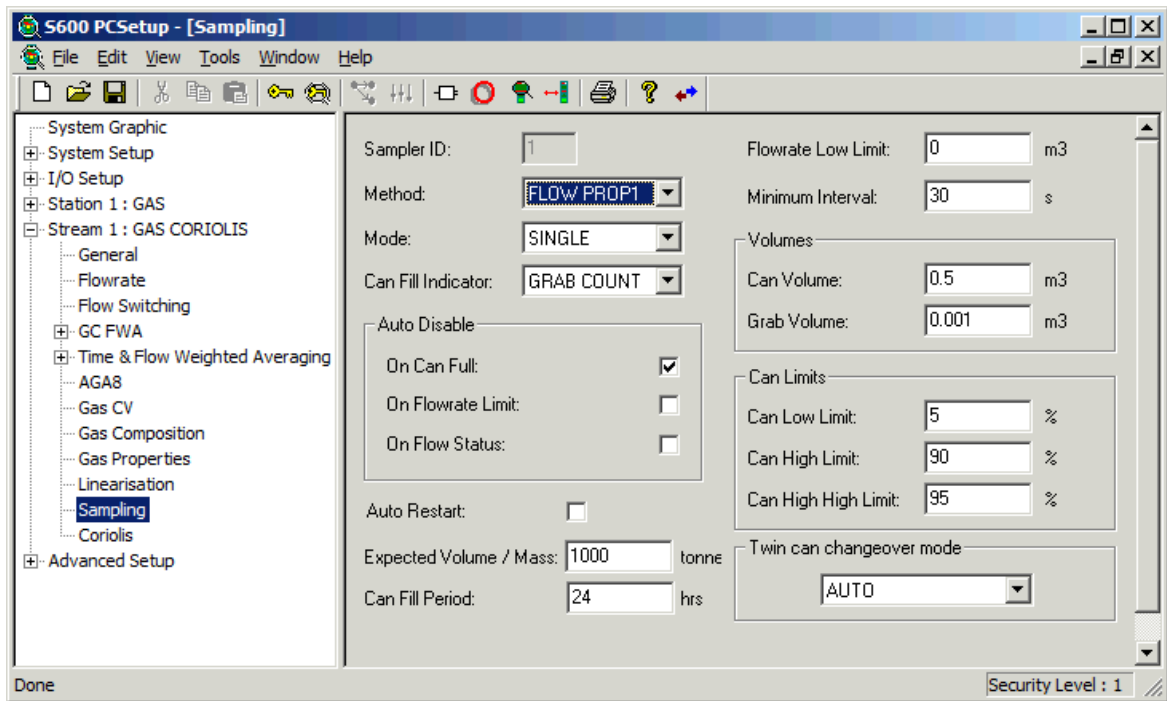 S600 PCSetup - [Sampling]
File Edit View Tools Window Help
System Graphic
System Setup
I/O Setup
Station 1 : GAS
Stream 1 : GAS CORIOLIS
General
Flowrate
Flow Switching
GC FWA
Time & Flow Weighted Averaging
AGA8
Gas CV
Gas Composition
Gas Properties
Linearisation
Sampling
Coriolis
Advanced Setup
Sampler ID: 1
Method: FLOW PROP1
Mode: SINGLE
Can Fill Indicator: GRAB COUNT
Auto Disable
On Can Full:
On Flowrate Limit:
On Flow Status:
Auto Restart:
Expected Volume / Mass: 1000 tonne
Can Fill Period: 24 hrs
Flowrate Low Limit: 0 m3
Minimum Interval: 30 s
Volumes
Can Volume: 0.5 m3
Grab Volume: 0.001 m3
Can Limits
Can Low Limit: 5 %
Can High Limit: 90 %
Can High High Limit: 95 %
Twin can changeover mode
AUTO
Done
Security Level : 1